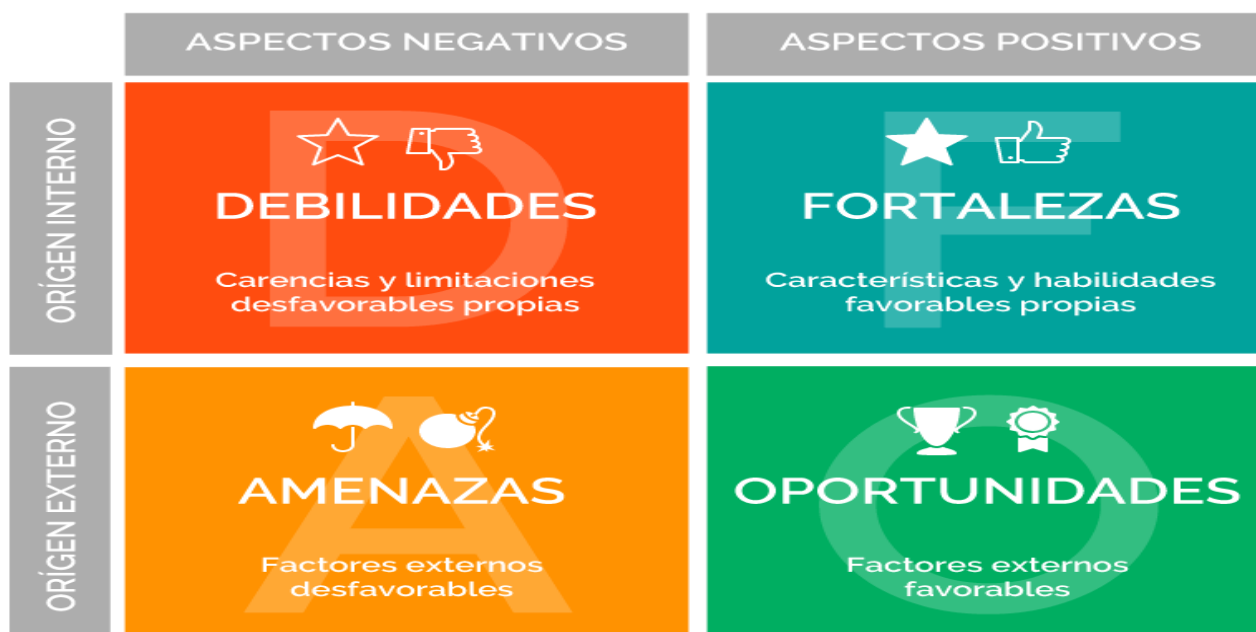 ASPECTOS NEGATIVOS
ASPECTOS POSITIVOS
ORÍGEN INTERNO
D
DEBILIDADES
Carencias y limitaciones
desfavorables propias
F
FORTALEZAS
Características y habilidades
favorables propias
ORÍGEN EXTERNO
A
AMENAZAS
Factores externos
desfavorables
O
OPORTUNIDADES
Factores externos
favorables